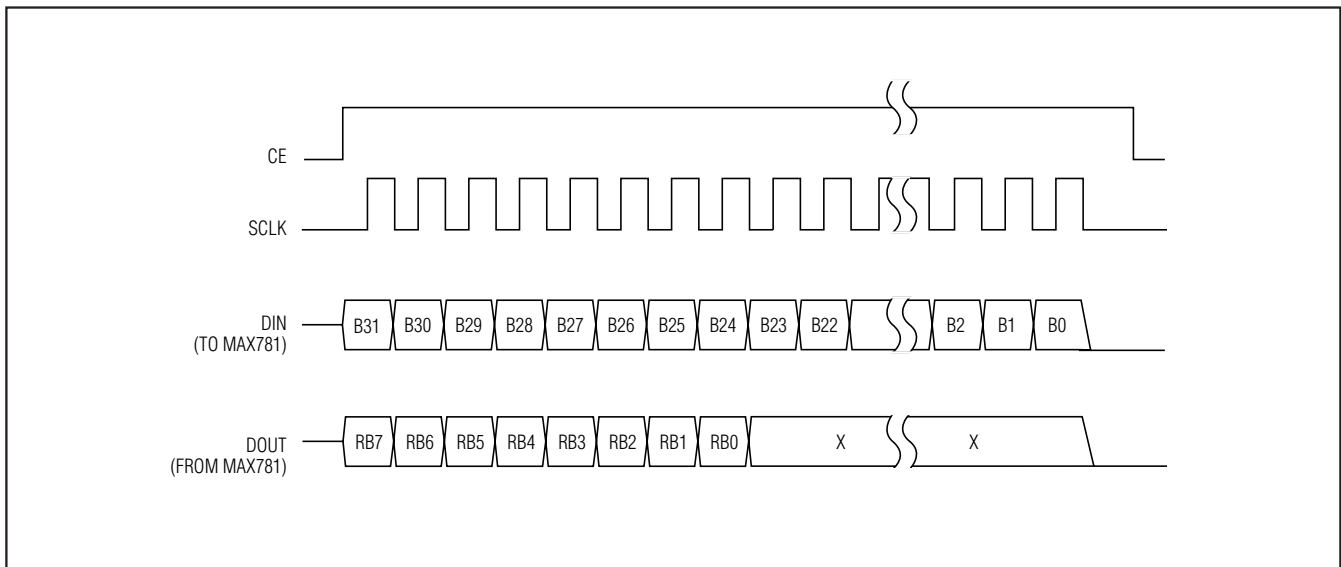 CE
SCLK
DIN
(TO MAX781)
B31 B30 B29 B28 B27 B26 B25 B24 B23 B22 B2 B1 B0
DOUT
(FROM MAX781)
RB7 RB6 RB5 RB4 RB3 RB2 RB1 RB0 X X